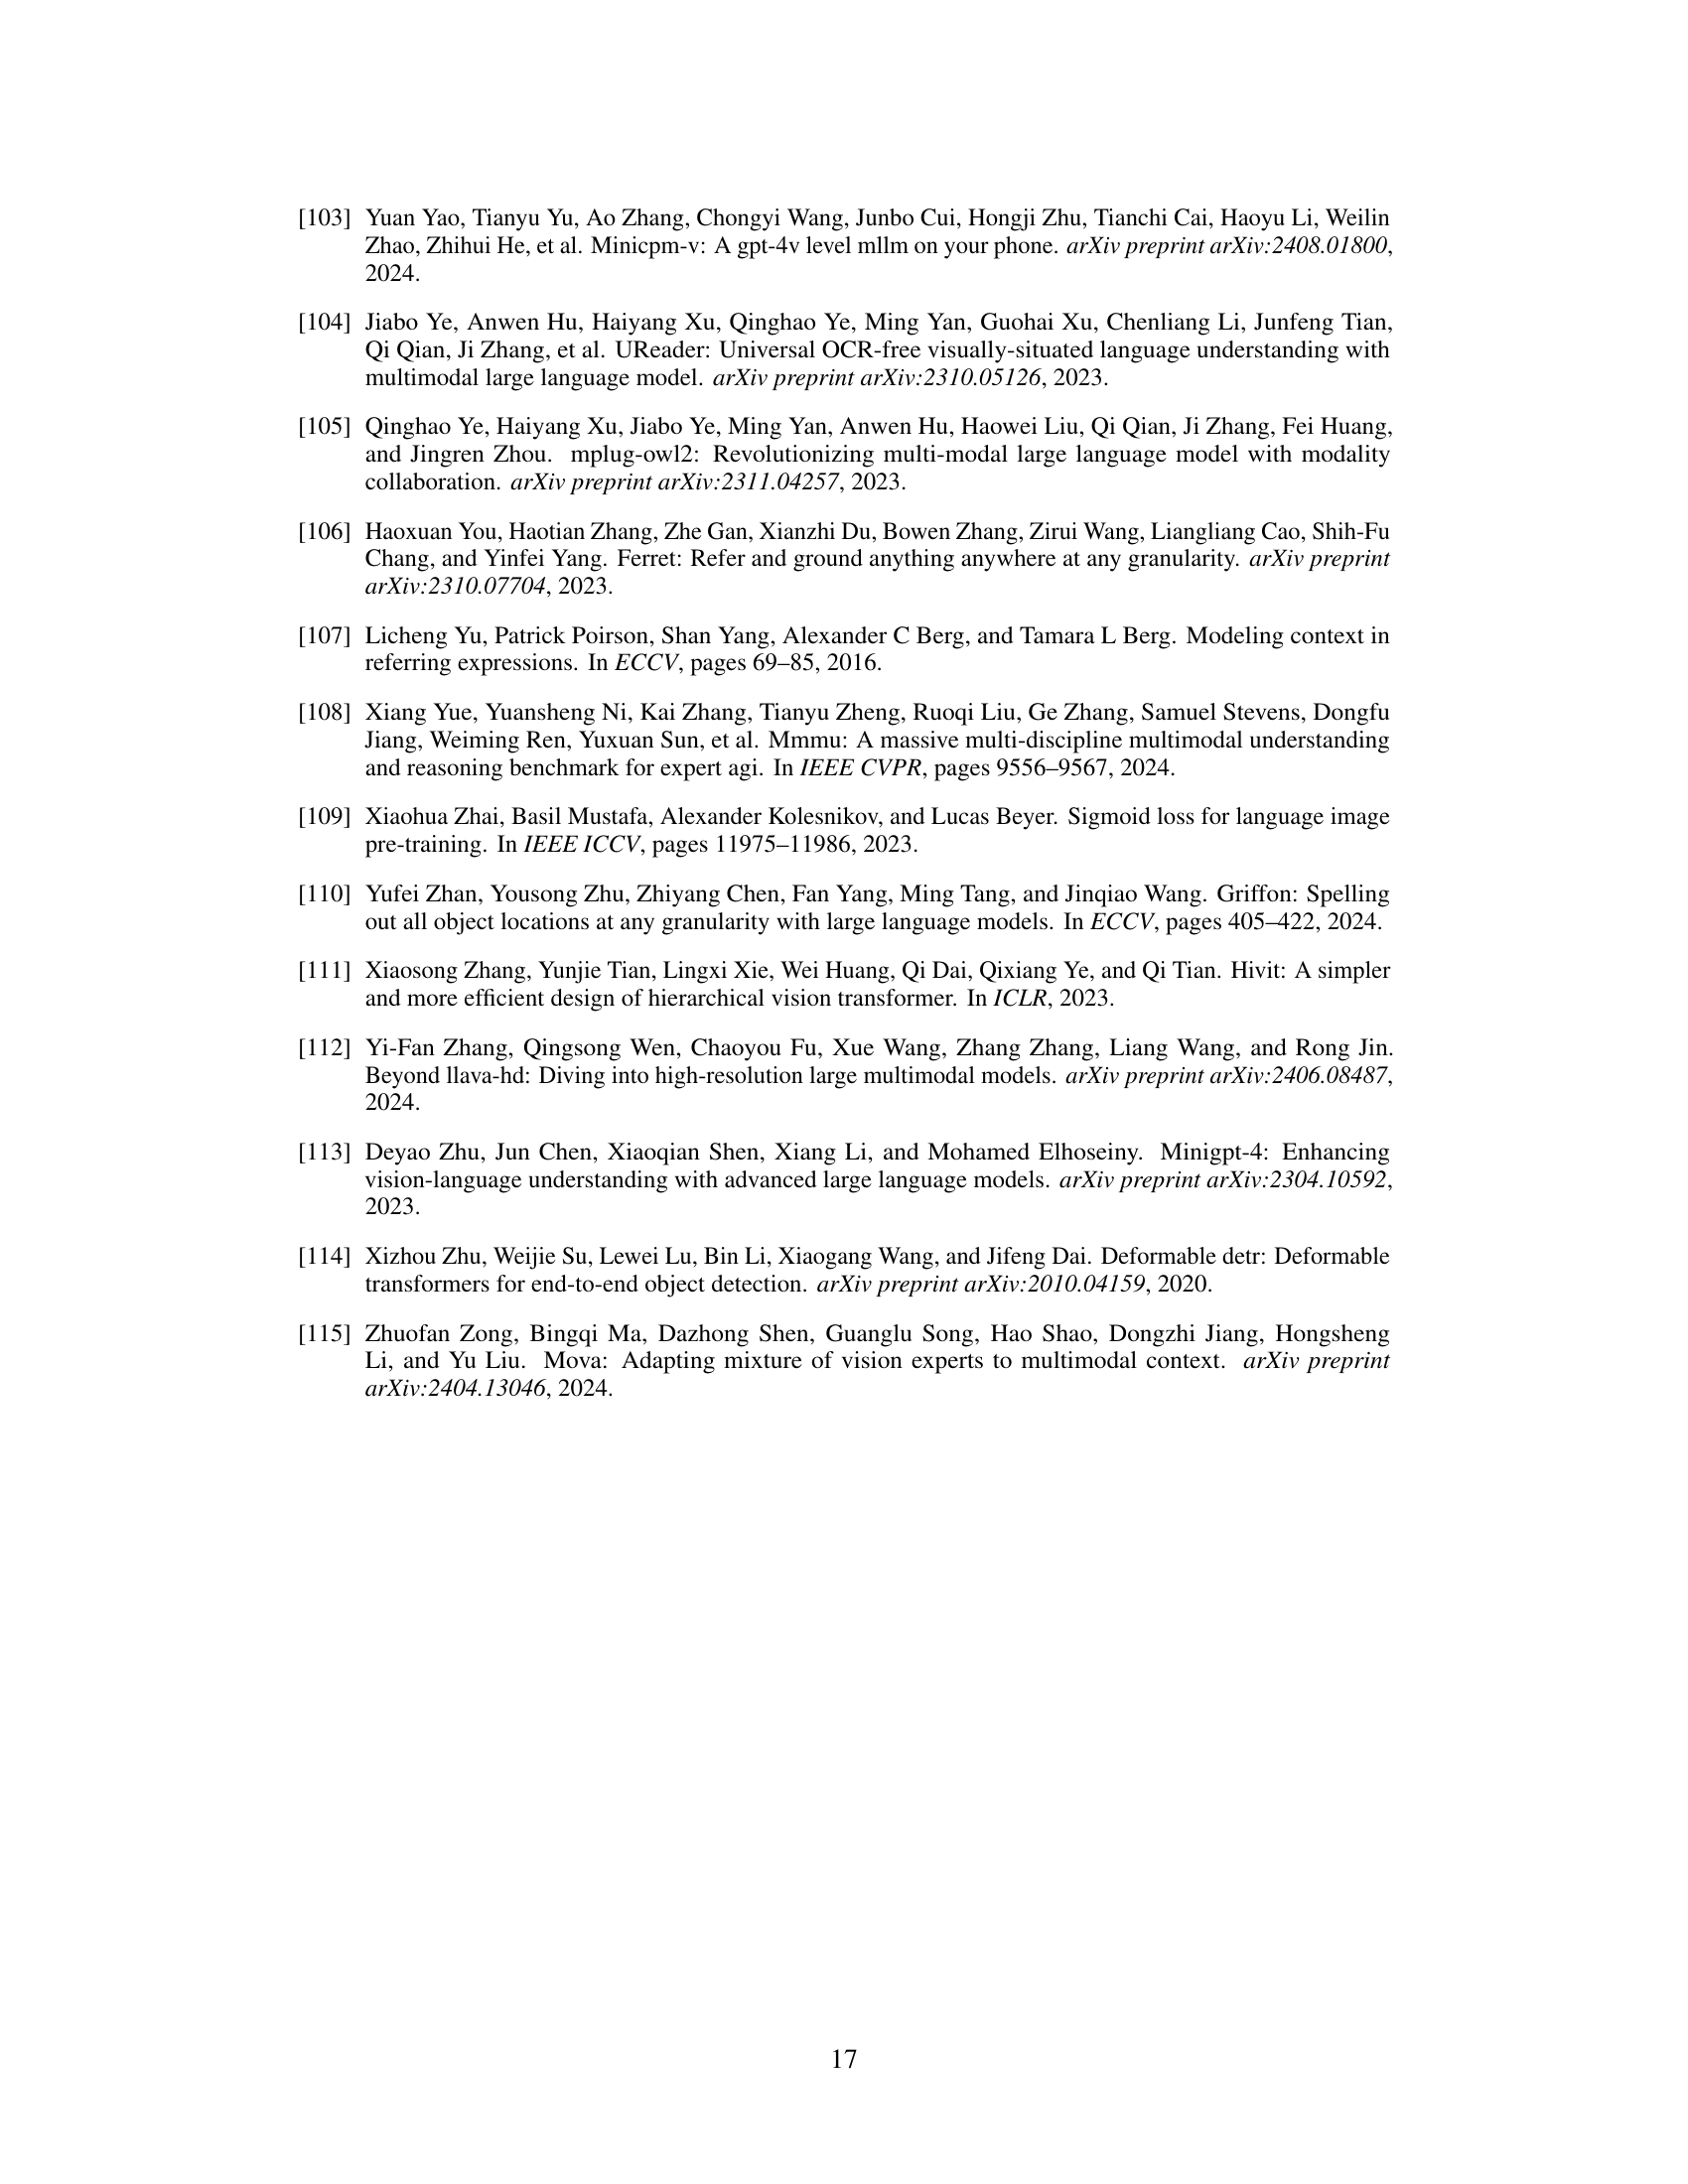 [103] Yuan Yao, Tianyu Yu, Ao Zhang, Chongyi Wang, Junbo Cui, Hongji Zhu, Tianchi Cai, Haoyu Li, Weilin
Zhao, Zhihui He, et al. Minicpm-v: A gpt-4v level mllm on your phone. arXiv preprint arXiv:2408.01800,
2024.
[104] Jiabo Ye, Anwen Hu, Haiyang Xu, Qinghao Ye, Ming Yan, Guohai Xu, Chenliang Li, Junfeng Tian,
Qi Qian, Ji Zhang, et al. UReader: Universal OCR-free visually-situated language understanding with
multimodal large language model. arXiv preprint arXiv:2310.05126, 2023.
[105] Qinghao Ye, Haiyang Xu, Jiabo Ye, Ming Yan, Anwen Hu, Haowei Liu, Qi Qian, Ji Zhang, Fei Huang,
and Jingren Zhou. mplug-owl2: Revolutionizing multi-modal large language model with modality
collaboration. arXiv preprint arXiv:2311.04257, 2023.
[106] Haoxuan You, Haotian Zhang, Zhe Gan, Xianzhi Du, Bowen Zhang, Zirui Wang, Liangliang Cao, Shih-Fu
Chang, and Yinfei Yang. Ferret: Refer and ground anything anywhere at any granularity. arXiv preprint
arXiv:2310.07704, 2023.
[107] Licheng Yu, Patrick Poirson, Shan Yang, Alexander C Berg, and Tamara L Berg. Modeling context in
referring expressions. In ECCV, pages 69–85, 2016.
[108] Xiang Yue, Yuansheng Ni, Kai Zhang, Tianyu Zheng, Ruoqi Liu, Ge Zhang, Samuel Stevens, Dongfu
Jiang, Weiming Ren, Yuxuan Sun, et al. Mmmu: A massive multi-discipline multimodal understanding
and reasoning benchmark for expert agi. In IEEE CVPR, pages 9556–9567, 2024.
[109] Xiaohua Zhai, Basil Mustafa, Alexander Kolesnikov, and Lucas Beyer. Sigmoid loss for language image
pre-training. In IEEE ICCV, pages 11975–11986, 2023.
[110] Yufei Zhan, Yousong Zhu, Zhiyang Chen, Fan Yang, Ming Tang, and Jinqiao Wang. Griffon: Spelling
out all object locations at any granularity with large language models. In ECCV, pages 405–422, 2024.
[111] Xiaosong Zhang, Yunjie Tian, Lingxi Xie, Wei Huang, Qi Dai, Qixiang Ye, and Qi Tian. Hivit: A simpler
and more efficient design of hierarchical vision transformer. In ICLR, 2023.
[112] Yi-Fan Zhang, Qingsong Wen, Chaoyou Fu, Xue Wang, Zhang Zhang, Liang Wang, and Rong Jin.
Beyond llava-hd: Diving into high-resolution large multimodal models. arXiv preprint arXiv:2406.08487,
2024.
[113] Deyao Zhu, Jun Chen, Xiaoqian Shen, Xiang Li, and Mohamed Elhoseiny. Minigpt-4: Enhancing
vision-language understanding with advanced large language models. arXiv preprint arXiv:2304.10592,
2023.
[114] Xizhou Zhu, Weijie Su, Lewei Lu, Bin Li, Xiaogang Wang, and Jifeng Dai. Deformable detr: Deformable
transformers for end-to-end object detection. arXiv preprint arXiv:2010.04159, 2020.
[115] Zhuofan Zong, Bingqi Ma, Dazhong Shen, Guanglu Song, Hao Shao, Dongzhi Jiang, Hongsheng
Li, and Yu Liu. Mova: Adapting mixture of vision experts to multimodal context. arXiv preprint
arXiv:2404.13046, 2024.
17